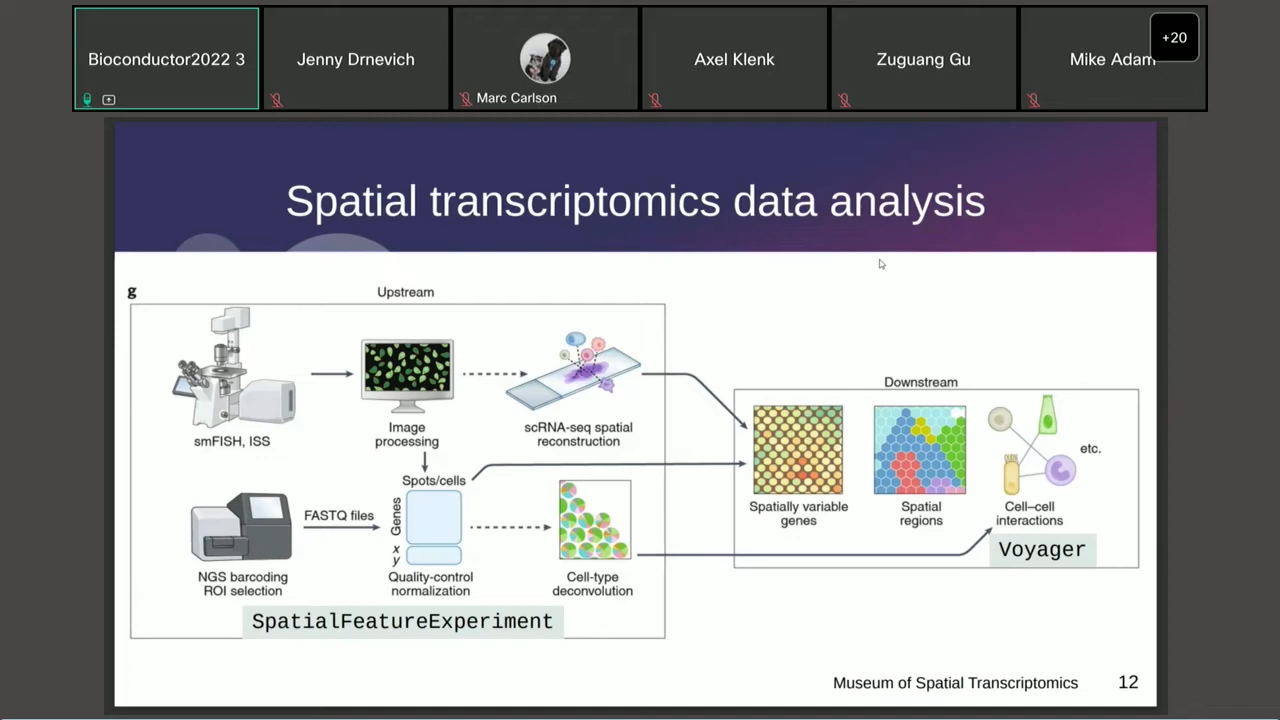 Bioconductor2022 3
Jenny Drnevich
Marc Carlson
Axel Klenk
Zuguang Gu
Mike Adam
+20
Spatial transcriptomics data analysis
g
Upstream
smFISH, ISS
Image
processing
scRNA-seq spatial
reconstruction
FASTQ files
Spots/cells
Genes
x
y
NGS barcoding
ROI selection
Quality-control
normalization
Cell-type
deconvolution
SpatialFeatureExperiment
Downstream
etc.
Spatially variable
genes
Spatial
regions
Cell–cell
interactions
Voyager
Museum of Spatial Transcriptomics
12